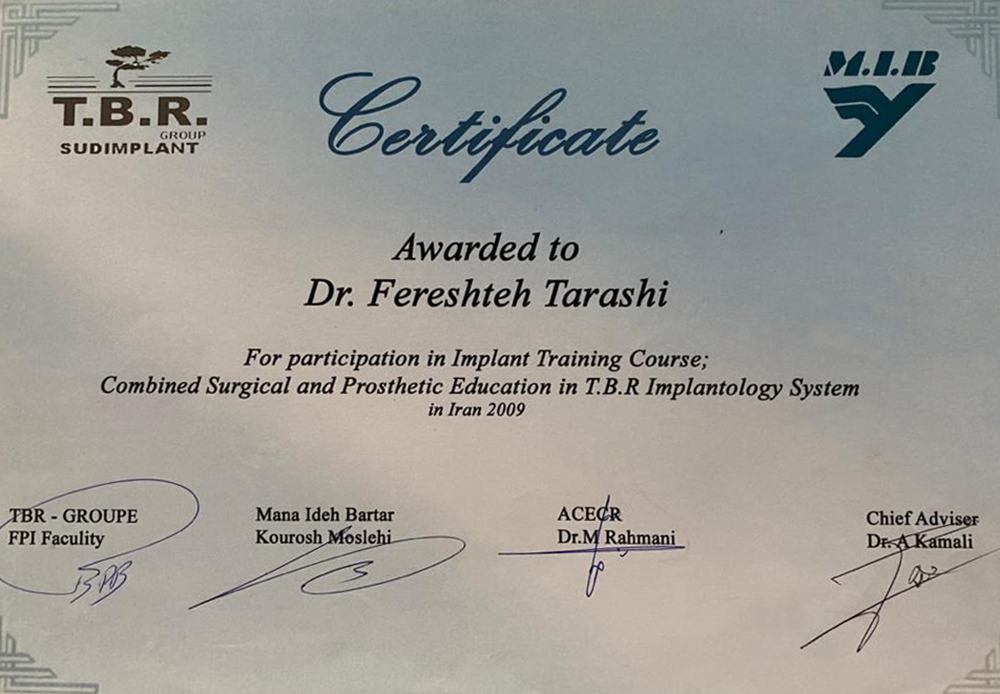 T.B.R.
GROUP
SUDIMPLANT
Certificate
M.I.B
Awarded to
Dr. Fereshteh Tarashi
For participation in Implant Training Course;
Combined Surgical and Prosthetic Education in T.B.R Implantology System
in Iran 2009
TBR - GROUPE
FPI Faculity
Mana Ideh Bartar
Kourosh Moslehi
ACECR
Dr.M Rahmani
Chief Adviser
Dr. A Kamali